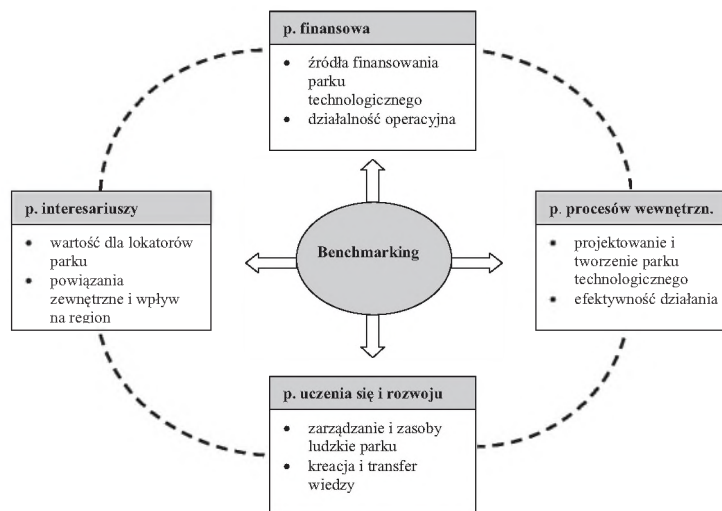 p. finansowa
• źródła finansowania
parku
technologicznego
• działalność operacyjna
p. interesariuszy
• wartość dla lokatorów
parku
• powiązania
zewnętrzne i wpływ
na region
Benchmarking
p. procesów wewnętrzn.
• projektowanie i
tworzenie parku
technologicznego
• efektywność działania
p. uczenia się i rozwoju
• zarządzanie i zasoby
ludzkie parku
• kreacja i transfer
wiedzy